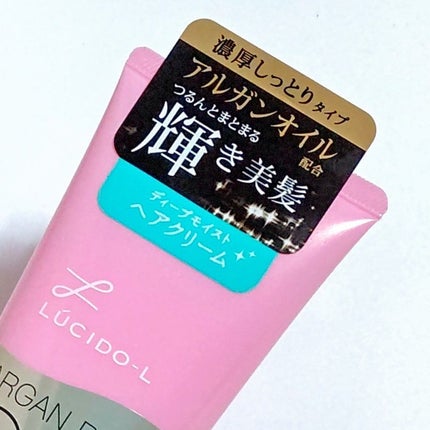 濃厚しっとりタイプ
アルガンオイル
配合
つるんとまとまる
輝き美髪
ディープモイスト
ヘアクリーム
LÚCIDO-L
ARGAN